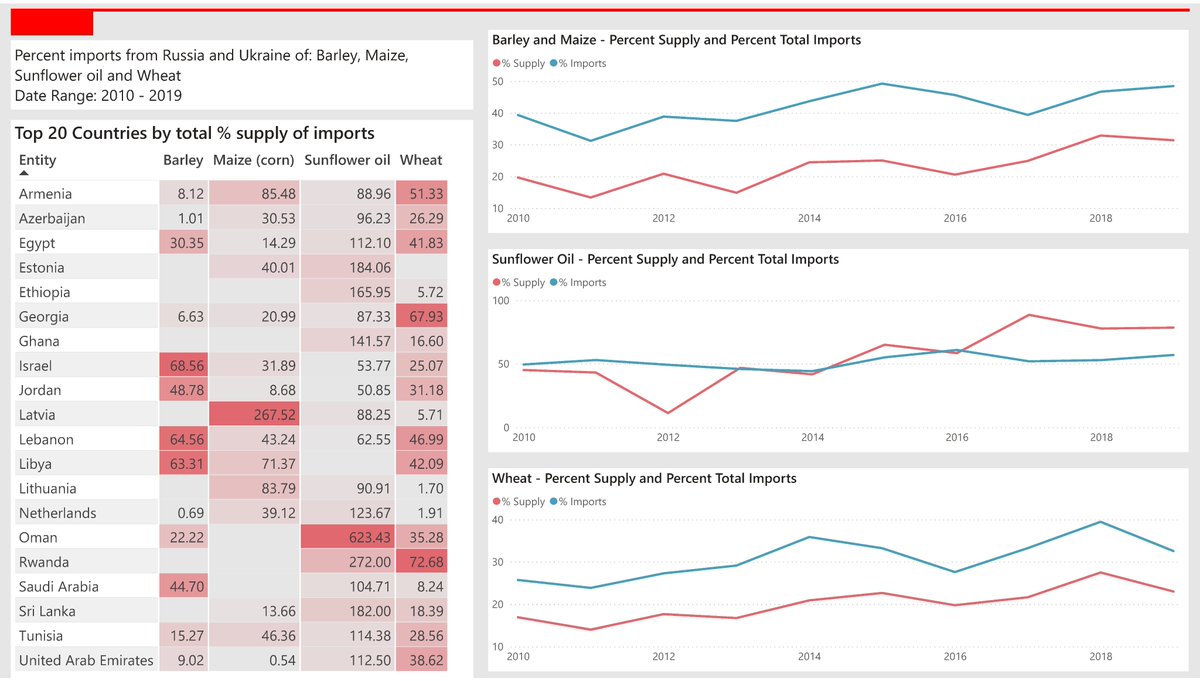 Percent imports from Russia and Ukraine of: Barley, Maize,
Sunflower oil and Wheat
Date Range: 2010 - 2019
Top 20 Countries by total % supply of imports
Entity Barley Maize (corn) Sunflower oil Wheat
Armenia 8.12 85.48 88.96 51.33
Azerbaijan 1.01 30.53 96.23 26.29
Egypt 30.35 14.29 112.10 41.83
Estonia 40.01 184.06
Ethiopia 165.95 5.72
Georgia 6.63 20.99 87.33 67.93
Ghana 141.57 16.60
Israel 68.56 31.89 53.77 25.07
Jordan 48.78 8.68 50.85 31.18
Latvia 267.52 88.25 5.71
Lebanon 64.56 43.24 62.55 46.99
Libya 63.31 71.37 42.09
Lithuania 83.79 90.91 1.70
Netherlands 0.69 39.12 123.67 1.91
Oman 22.22 623.43 35.28
Rwanda 272.00 72.68
Saudi Arabia 44.70 104.71 8.24
Sri Lanka 13.66 182.00 18.39
Tunisia 15.27 46.36 114.38 28.56
United Arab Emirates 9.02 0.54 112.50 38.62
Barley and Maize - Percent Supply and Percent Total Imports
% Supply % Imports
50
40
30
20
10
2010 2012 2014 2016 2018
Sunflower Oil - Percent Supply and Percent Total Imports
% Supply % Imports
100
50
0
2010 2012 2014 2016 2018
Wheat - Percent Supply and Percent Total Imports
% Supply % Imports
40
30
20
10
2010 2012 2014 2016 2018